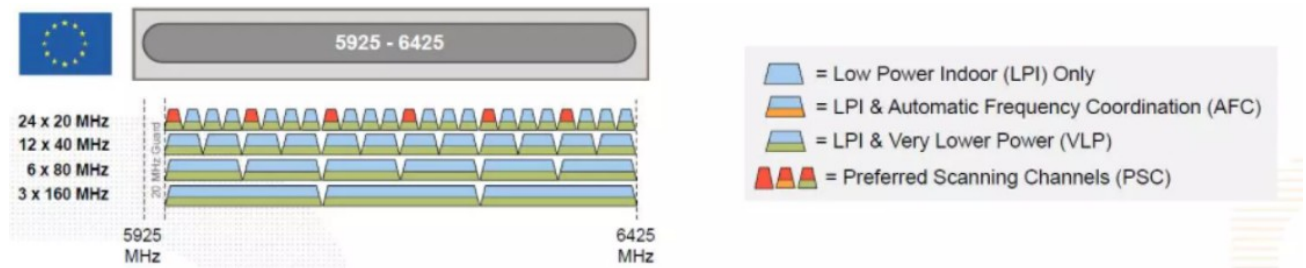 5925 - 6425
24 x 20 MHz
12 x 40 MHz
6 x 80 MHz
3 x 160 MHz
20 MHz Guard
5925
MHz
6425
MHz
= Low Power Indoor (LPI) Only
= LPI & Automatic Frequency Coordination (AFC)
= LPI & Very Lower Power (VLP)
= Preferred Scanning Channels (PSC)